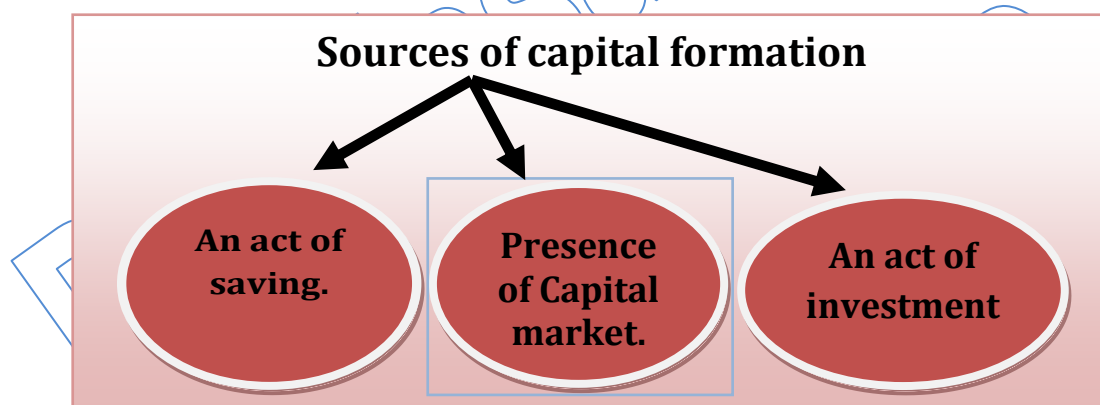 Sources of capital formation
An act of
saving.
Presence
of Capital
market.
An act of
investment